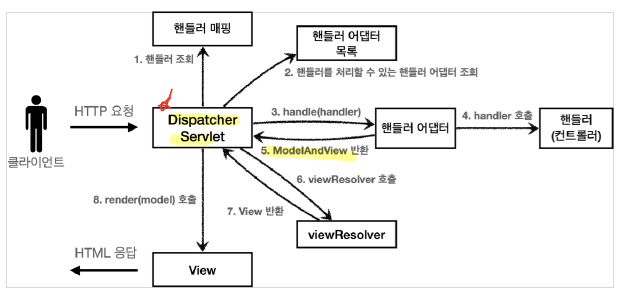 핸들러 매핑
핸들러 어댑터
목록
1. 핸들러 조회
2. 핸들러를 처리할 수 있는 핸들러 어댑터 조회
HTTP 요청
클라이언트
Dispatcher
Servlet
3. handle(handler)
핸들러 어댑터
4. handler 호출
핸들러
(컨트롤러)
5. ModelAndView 반환
6. viewResolver 호출
7. View 반환
8. render(model) 호출
viewResolver
HTML 응답
View